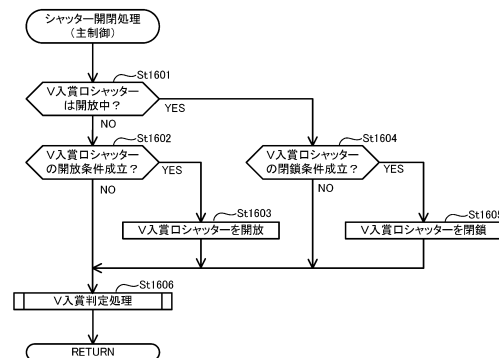 シャッター開閉処理
（主制御）
St1601
V入賞口シャッター
は開放中？
YES
NO
St1602
V入賞口シャッター
の開放条件成立？
YES
NO
St1604
V入賞口シャッター
の閉鎖条件成立？
YES
NO
St1603
V入賞口シャッターを開放
St1605
V入賞口シャッターを閉鎖
St1606
V入賞判定処理
RETURN